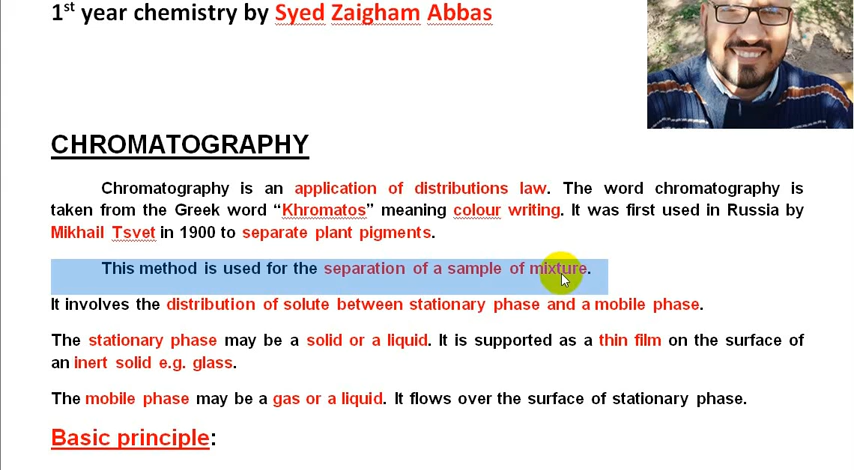 1st year chemistry by Syed Zaigham Abbas
CHROMATOGRAPHY
Chromatography is an application of distributions law. The word chromatography is
taken from the Greek word “Khromatos” meaning colour writing. It was first used in Russia by
Mikhail Tsvet in 1900 to separate plant pigments.
This method is used for the separation of a sample of mixture.
It involves the distribution of solute between stationary phase and a mobile phase.
The stationary phase may be a solid or a liquid. It is supported as a thin film on the surface of
an inert solid e.g. glass.
The mobile phase may be a gas or a liquid. It flows over the surface of stationary phase.
Basic principle: